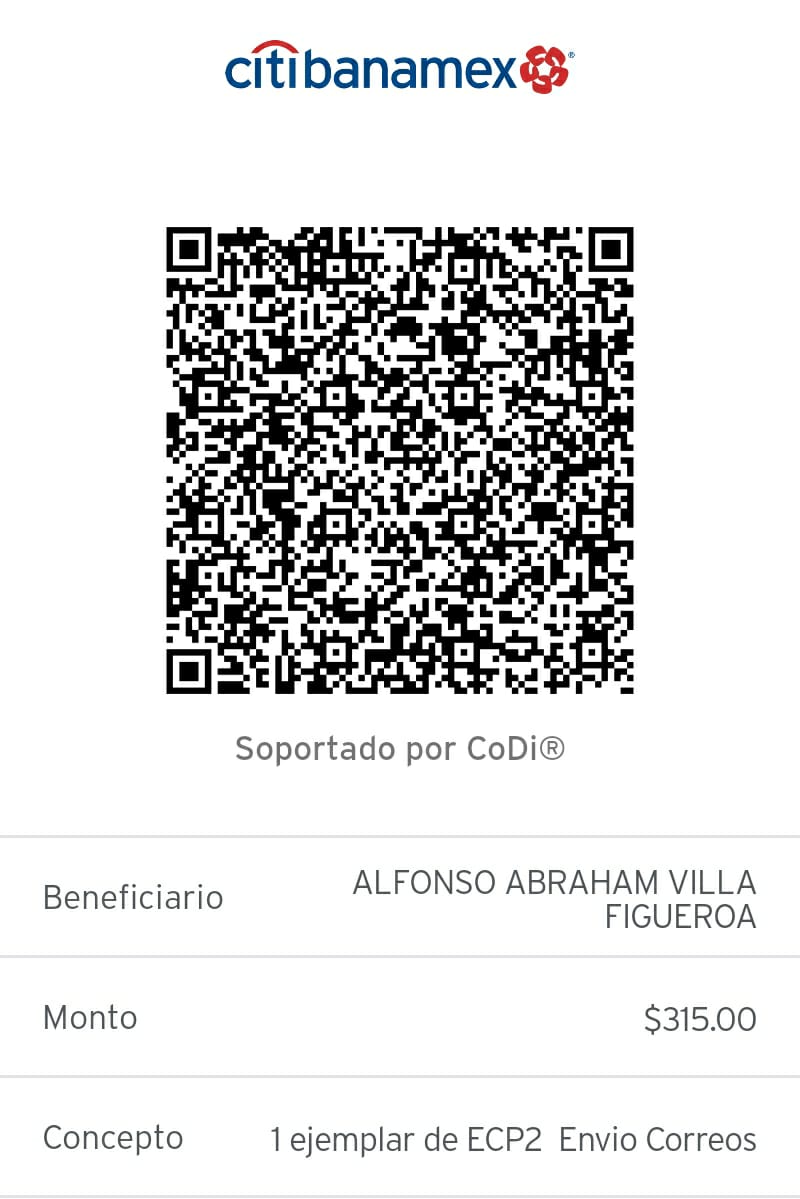 citibanamex®
Soportado por CoDi®
Beneficiario
ALFONSO ABRAHAM VILLA
FIGUEROA
Monto
$315.00
Concepto
1 ejemplar de ECP2 Envio Correos